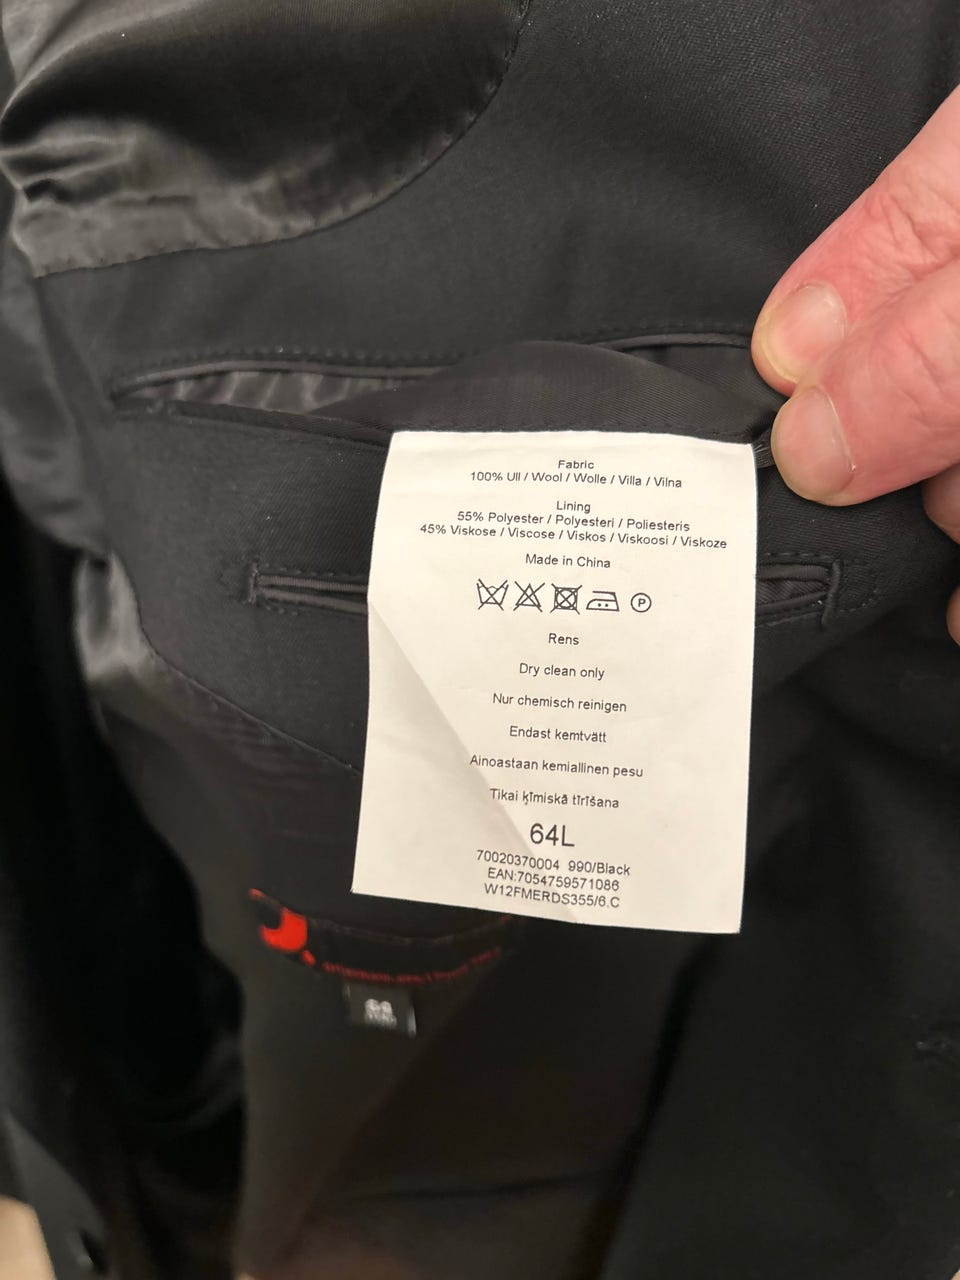 Fabric
100% Ull / Wool / Wolle / Villa / Vilna
Lining
55% Polyester / Polyesteri / Poliesteris
45% Viskose / Viscose / Viskos / Viskoosi / Viskoze
Made in China
P
Rens
Dry clean only
Nur chemisch reinigen
Endast kemtvätt
Ainoastaan kemiallinen pesu
Tikai ķīmiskā tīrīšana
64L
70020370004 990/Black
EAN:7054759571086
W12FMERDS355/6.C